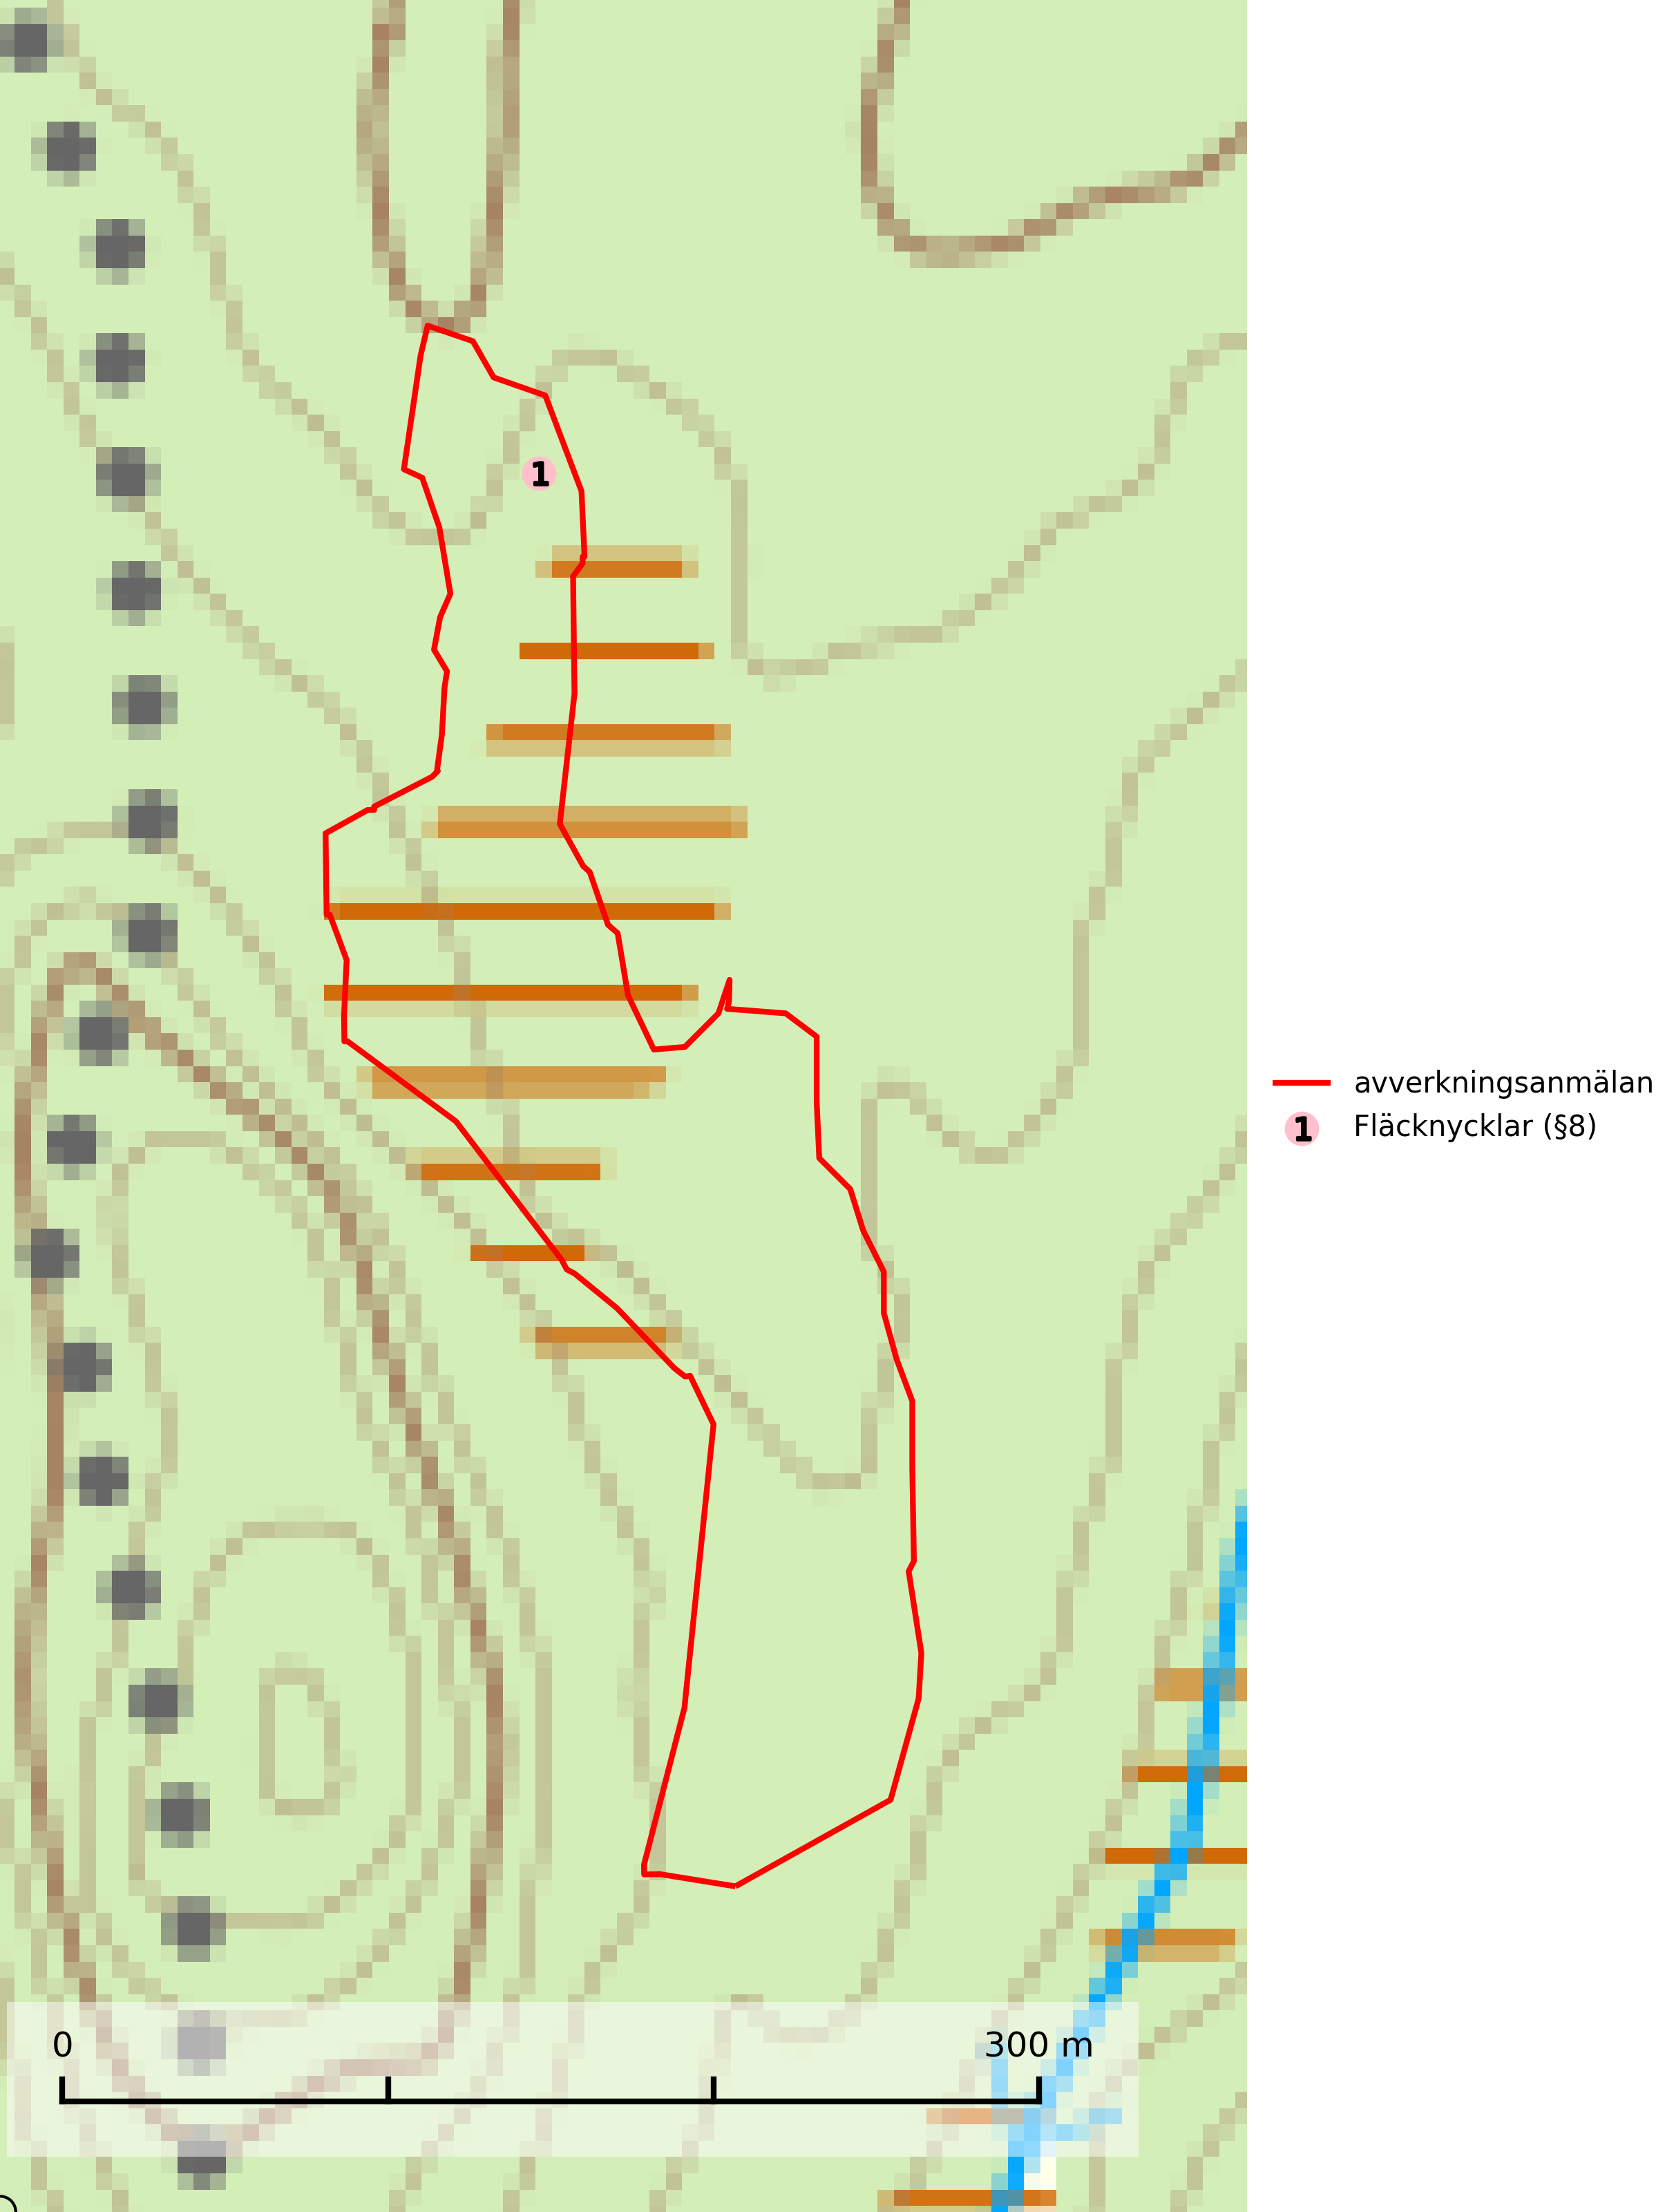 1
avverkningsanmälan
1 Fläcknycklar (§8)
0 300 m